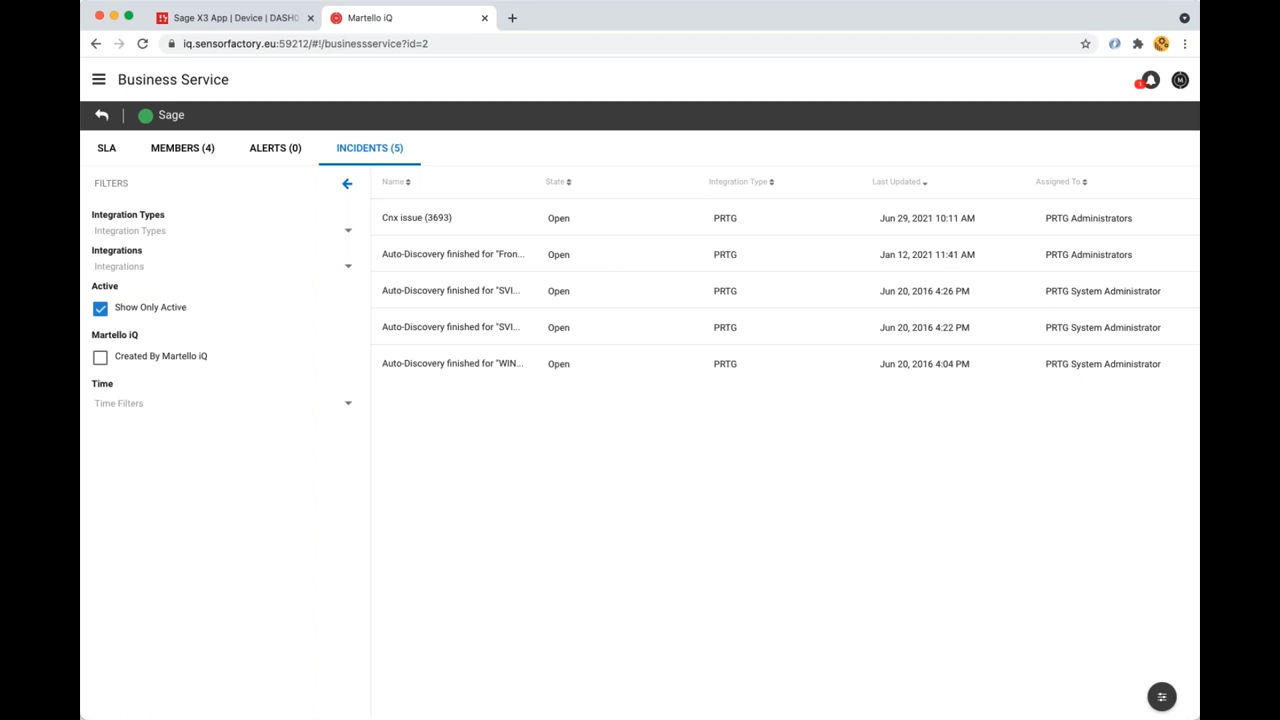 Sage X3 App | Device | DASH
Martello iQ
iq.sensorfactory.eu:59212/#!/businessservice?id=2
Business Service
1
M
Sage
SLA
MEMBERS (4)
ALERTS (0)
INCIDENTS (5)
FILTERS
Integration Types
Integration Types
Integrations
Integrations
Active
Show Only Active
Martello iQ
Created By Martello iQ
Time
Time Filters
Name State Integration Type Last Updated Assigned To
Cnx issue (3693) Open PRTG Jun 29, 2021 10:11 AM PRTG Administrators
Auto-Discovery finished for "Fron... Open PRTG Jan 12, 2021 11:41 AM PRTG Administrators
Auto-Discovery finished for "SVI... Open PRTG Jun 20, 2016 4:26 PM PRTG System Administrator
Auto-Discovery finished for "SVI... Open PRTG Jun 20, 2016 4:22 PM PRTG System Administrator
Auto-Discovery finished for "WIN... Open PRTG Jun 20, 2016 4:04 PM PRTG System Administrator